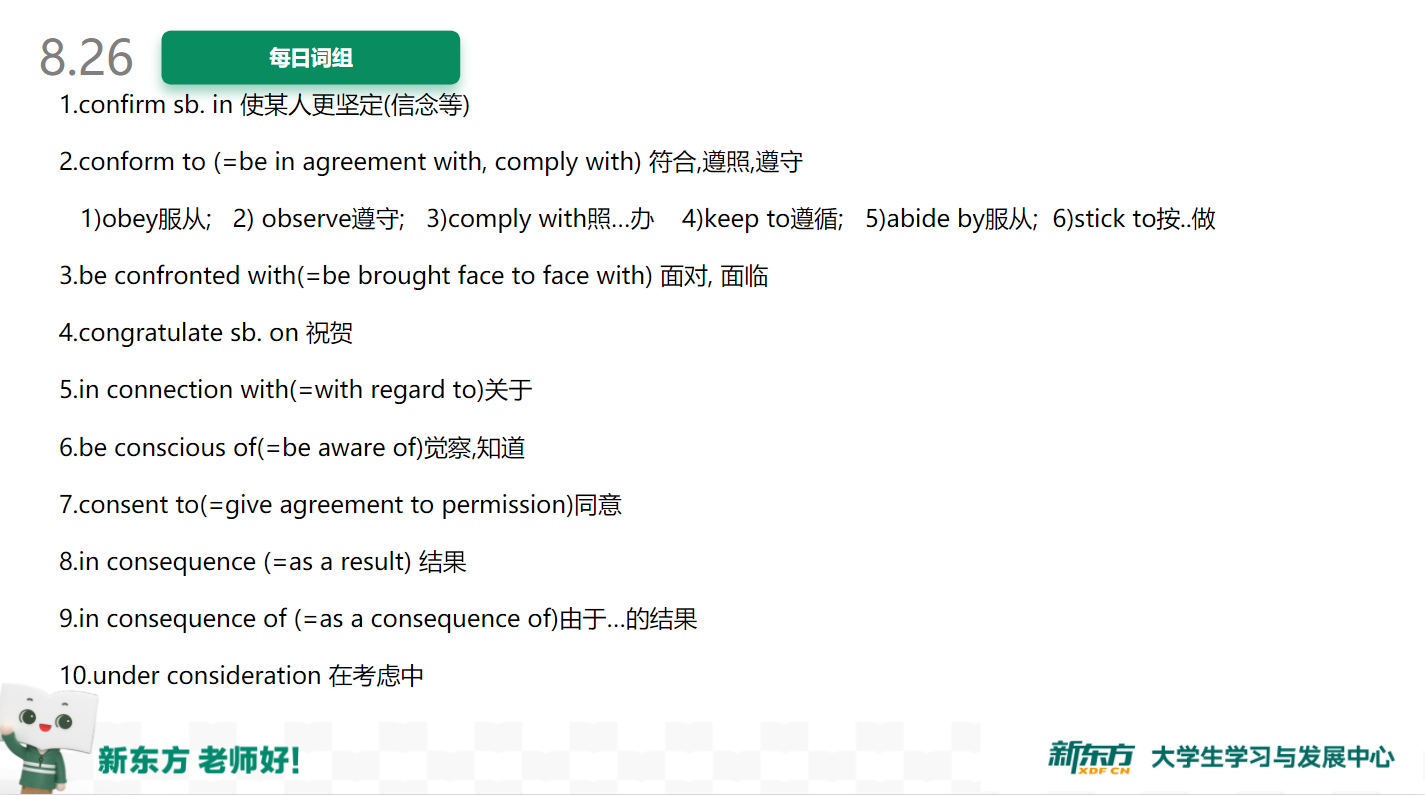 8.26 每日词组
1.confirm sb. in 使某人更坚定(信念等)
2.conform to (=be in agreement with, comply with) 符合,遵照,遵守
1)obey服从; 2) observe遵守; 3)comply with照...办 4)keep to遵循; 5)abide by服从; 6)stick to按..做
3.be confronted with(=be brought face to face with) 面对, 面临
4.congratulate sb. on 祝贺
5.in connection with(=with regard to)关于
6.be conscious of(=be aware of)觉察,知道
7.consent to(=give agreement to permission)同意
8.in consequence (=as a result) 结果
9.in consequence of (=as a consequence of)由于...的结果
10.under consideration 在考虑中
新东方 老师好!
新东方 XDF.CN 大学生学习与发展中心